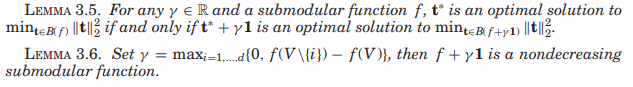 LEMMA 3.5. For any γ ∈ ℝ and a submodular function f, t* is an optimal solution to
min_{t∈B(f)} ‖t‖₂² if and only if t* + γ1 is an optimal solution to min_{t∈B(f+γ1)} ‖t‖₂².
LEMMA 3.6. Set γ = max_{i=1,...,d}{0, f(V\{i}) − f(V)}, then f + γ1 is a nondecreasing
submodular function.